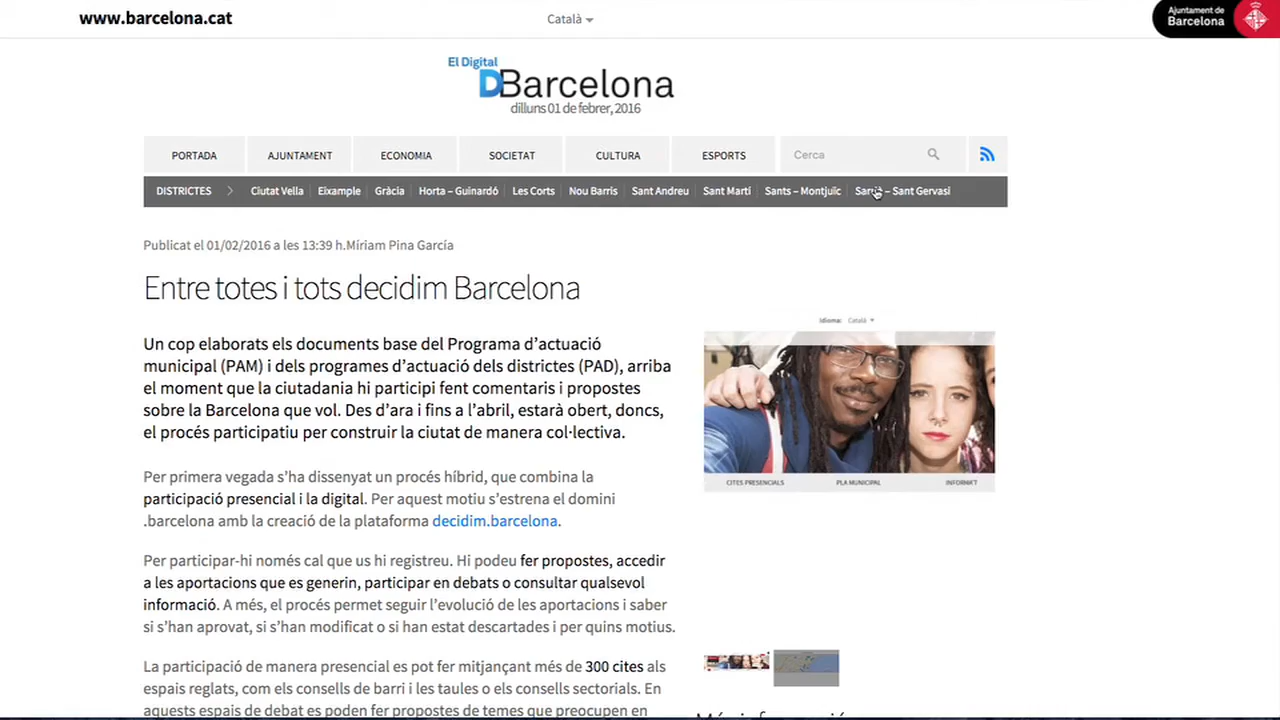 www.barcelona.cat
Català
Ajuntament de
Barcelona
El Digital
DBarcelona
dilluns 01 de febrer, 2016
PORTADA AJUNTAMENT ECONOMIA SOCIETAT CULTURA ESPORTS Cerca
DISTRICTES Ciutat Vella Eixample Gràcia Horta – Guinardó Les Corts Nou Barris Sant Andreu Sant Martí Sants – Montjuïc Sarrià – Sant Gervasi
Publicat el 01/02/2016 a les 13:39 h.Míriam Pina García
Entre totes i tots decidim Barcelona
Un cop elaborats els documents base del Programa d’actuació
municipal (PAM) i dels programes d’actuació dels districtes (PAD), arriba
el moment que la ciutadania hi participi fent comentaris i propostes
sobre la Barcelona que vol. Des d’ara i fins a l’abril, estarà obert, doncs,
el procés participatiu per construir la ciutat de manera col·lectiva.
Per primera vegada s’ha dissenyat un procés híbrid, que combina la
participació presencial i la digital. Per aquest motiu s’estrena el domini
.barcelona amb la creació de la plataforma decidim.barcelona.
Per participar-hi només cal que us hi registreu. Hi podeu fer propostes, accedir
a les aportacions que es generin, participar en debats o consultar qualsevol
informació. A més, el procés permet seguir l’evolució de les aportacions i saber
si s’han aprovat, si s’han modificat o si han estat descartades i per quins motius.
La participació de manera presencial es pot fer mitjançant més de 300 cites als
espais reglats, com els consells de barri i les taules o els consells sectorials. En
aquests espais de debat es poden fer propostes de temes que preocupen en
Idioma: Català
CITES PRESENCIALS PLA MUNICIPAL INFORMA'T
Més informació